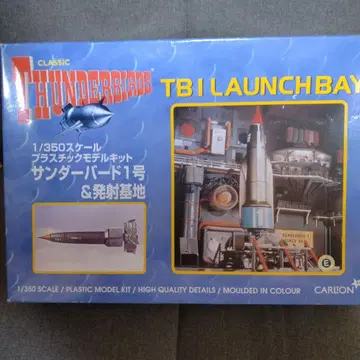 CLASSIC
THUNDERBIRDS
TB1 LAUNCH BAY
1/350スケール
プラスチックモデルキット
サンダーバード1号
&発射基地
E
1/350 SCALE / PLASTIC MODEL KIT / HIGH QUALITY DETAILS / MOULDED IN COLOUR
CARLTON